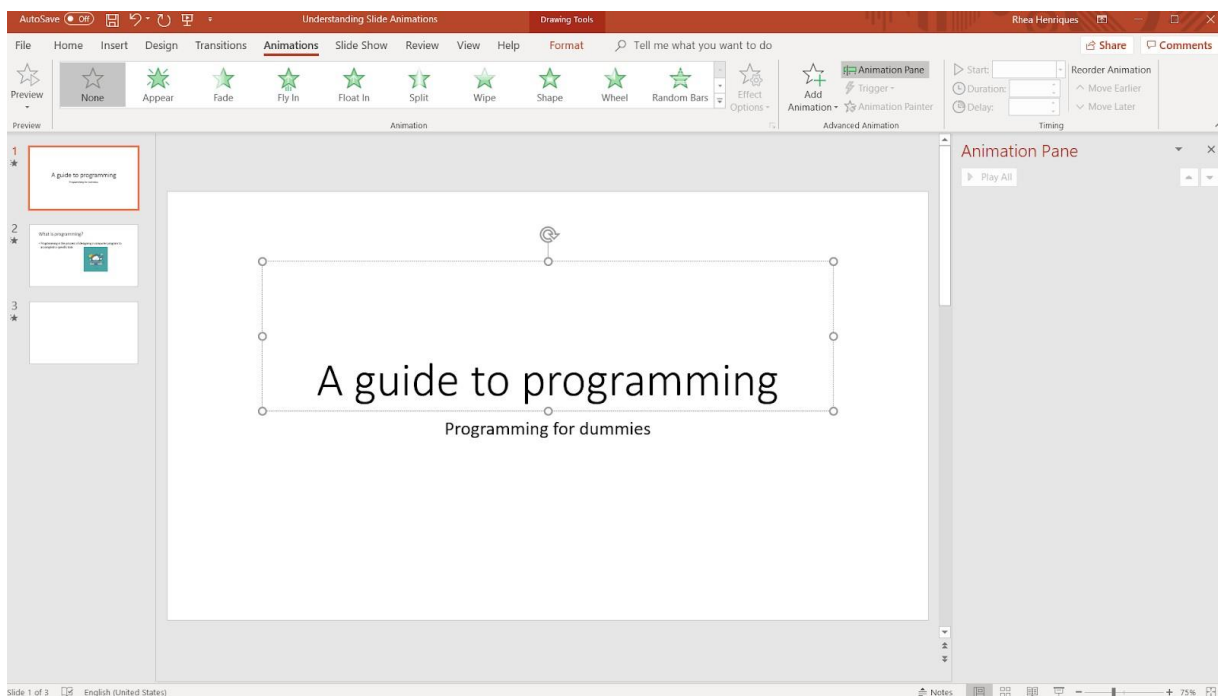 AutoSave Off Understanding Slide Animations Drawing Tools Rhea Henriques
File Home Insert Design Transitions Animations Slide Show Review View Help Format Tell me what you want to do Share Comments
Preview None Appear Fade Fly In Float In Split Wipe Shape Wheel Random Bars Effect Options Add Animation Animation Pane Trigger Animation Painter Start: Duration: Delay: Reorder Animation Move Earlier Move Later
Preview Animation Advanced Animation Timing
1
A guide to programming
2
What is programming?
3
Animation Pane
Play All
A guide to programming
Programming for dummies
Slide 1 of 3 English (United States) Notes 75%